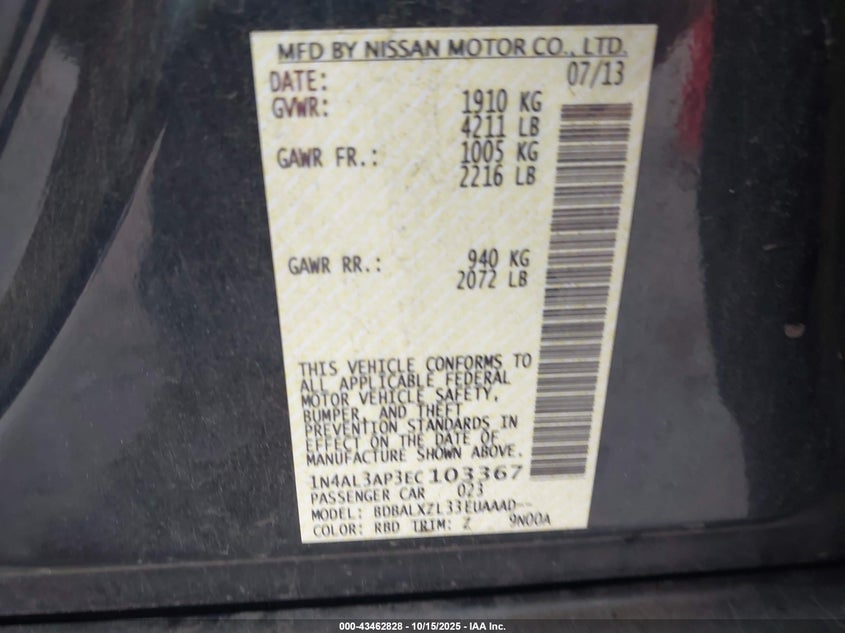 MFD BY NISSAN MOTOR CO., LTD.
DATE: 07/13
GVWR: 1910 KG
4211 LB
GAWR FR.: 1005 KG
2216 LB
GAWR RR.: 940 KG
2072 LB
THIS VEHICLE CONFORMS TO
ALL APPLICABLE FEDERAL
MOTOR VEHICLE SAFETY,
BUMPER, AND THEFT
PREVENTION STANDARDS IN
EFFECT ON THE DATE OF
MANUFACTURE SHOWN ABOVE.
1N4AL3AP3EC103367
PASSENGER CAR 023
MODEL: BDBALXZL33EUAAAD--
COLOR: RBD TRIM: Z 9N00A
000-43462828 - 10/15/2025 - IAA Inc.